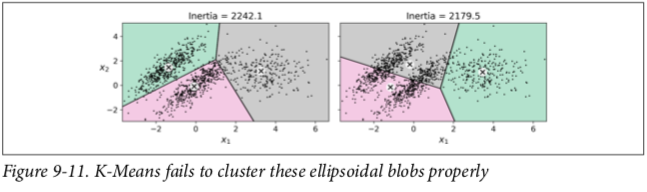 Inertia = 2242.1
Inertia = 2179.5
x2
4
2
0
−2
−2
0
2
4
6
−2
0
2
4
6
x1
x1
Figure 9-11. K-Means fails to cluster these ellipsoidal blobs properly